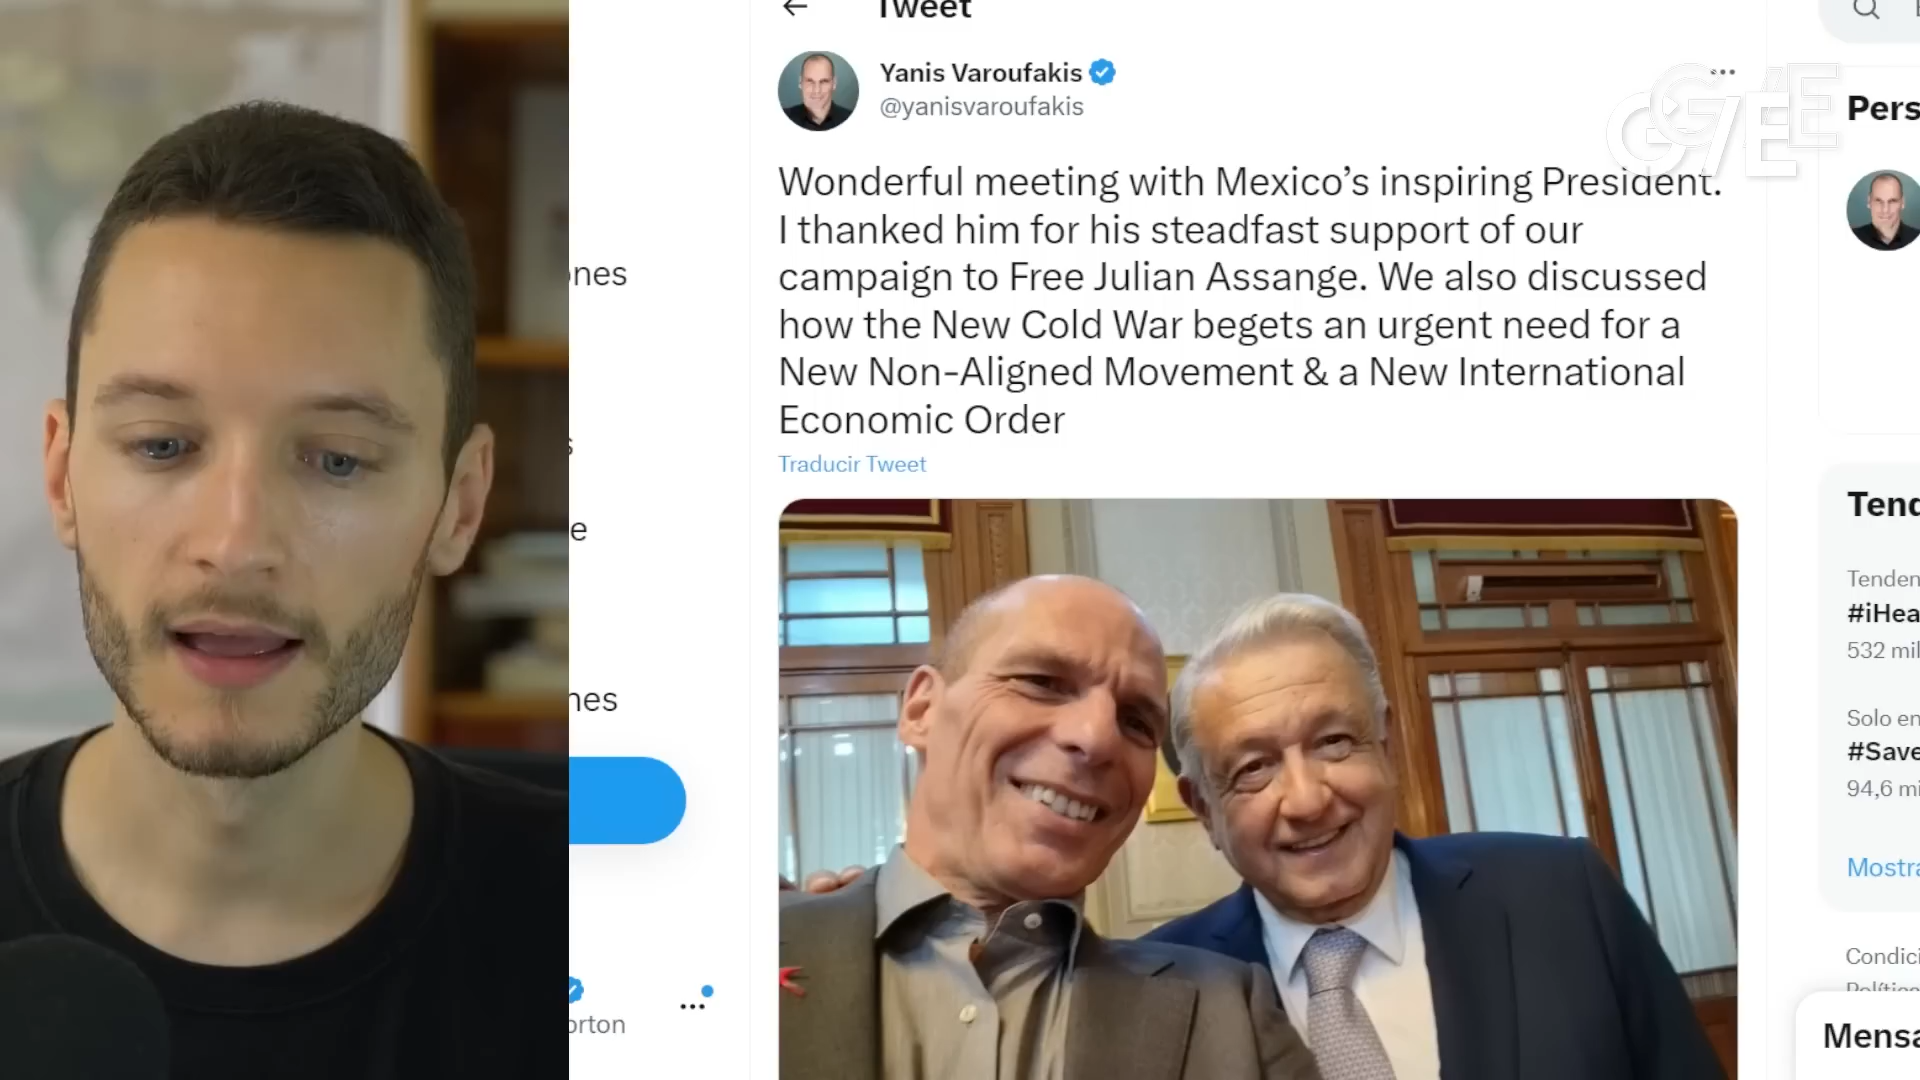 Tweet
Yanis Varoufakis
@yanisvaroufakis
Wonderful meeting with Mexico’s inspiring President.
I thanked him for his steadfast support of our
campaign to Free Julian Assange. We also discussed
how the New Cold War begets an urgent need for a
New Non-Aligned Movement & a New International
Economic Order
Traducir Tweet
ones
s
e
nes
orton
Pers
Tend
Tenden
#iHea
532 mil
Solo en
#Save
94,6 mi
Mostra
Condici
Política
Mensa